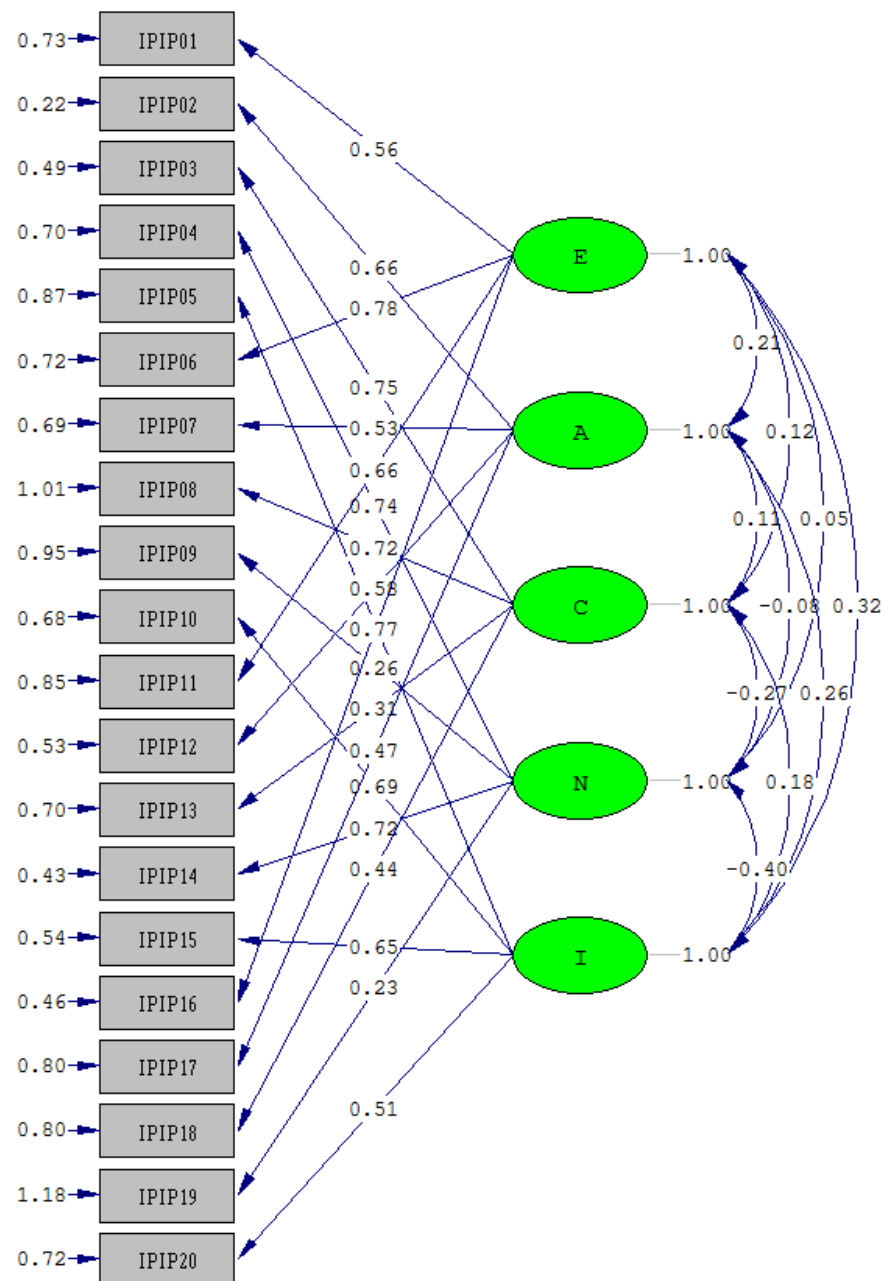 0.73 IPIP01
0.22 IPIP02
0.49 IPIP03
0.70 IPIP04
0.87 IPIP05
0.72 IPIP06
0.69 IPIP07
1.01 IPIP08
0.95 IPIP09
0.68 IPIP10
0.85 IPIP11
0.53 IPIP12
0.70 IPIP13
0.43 IPIP14
0.54 IPIP15
0.46 IPIP16
0.80 IPIP17
0.80 IPIP18
1.18 IPIP19
0.72 IPIP20
0.56
0.66
0.78
0.75
0.53
0.66
0.74
0.72
0.58
0.77
0.26
0.31
0.47
0.69
0.72
0.44
0.65
0.23
0.51
E 1.00
A 1.00
C 1.00
N 1.00
I 1.00
0.21
0.12
0.11 0.05
-0.08 0.32
-0.27 0.26
0.18
-0.40